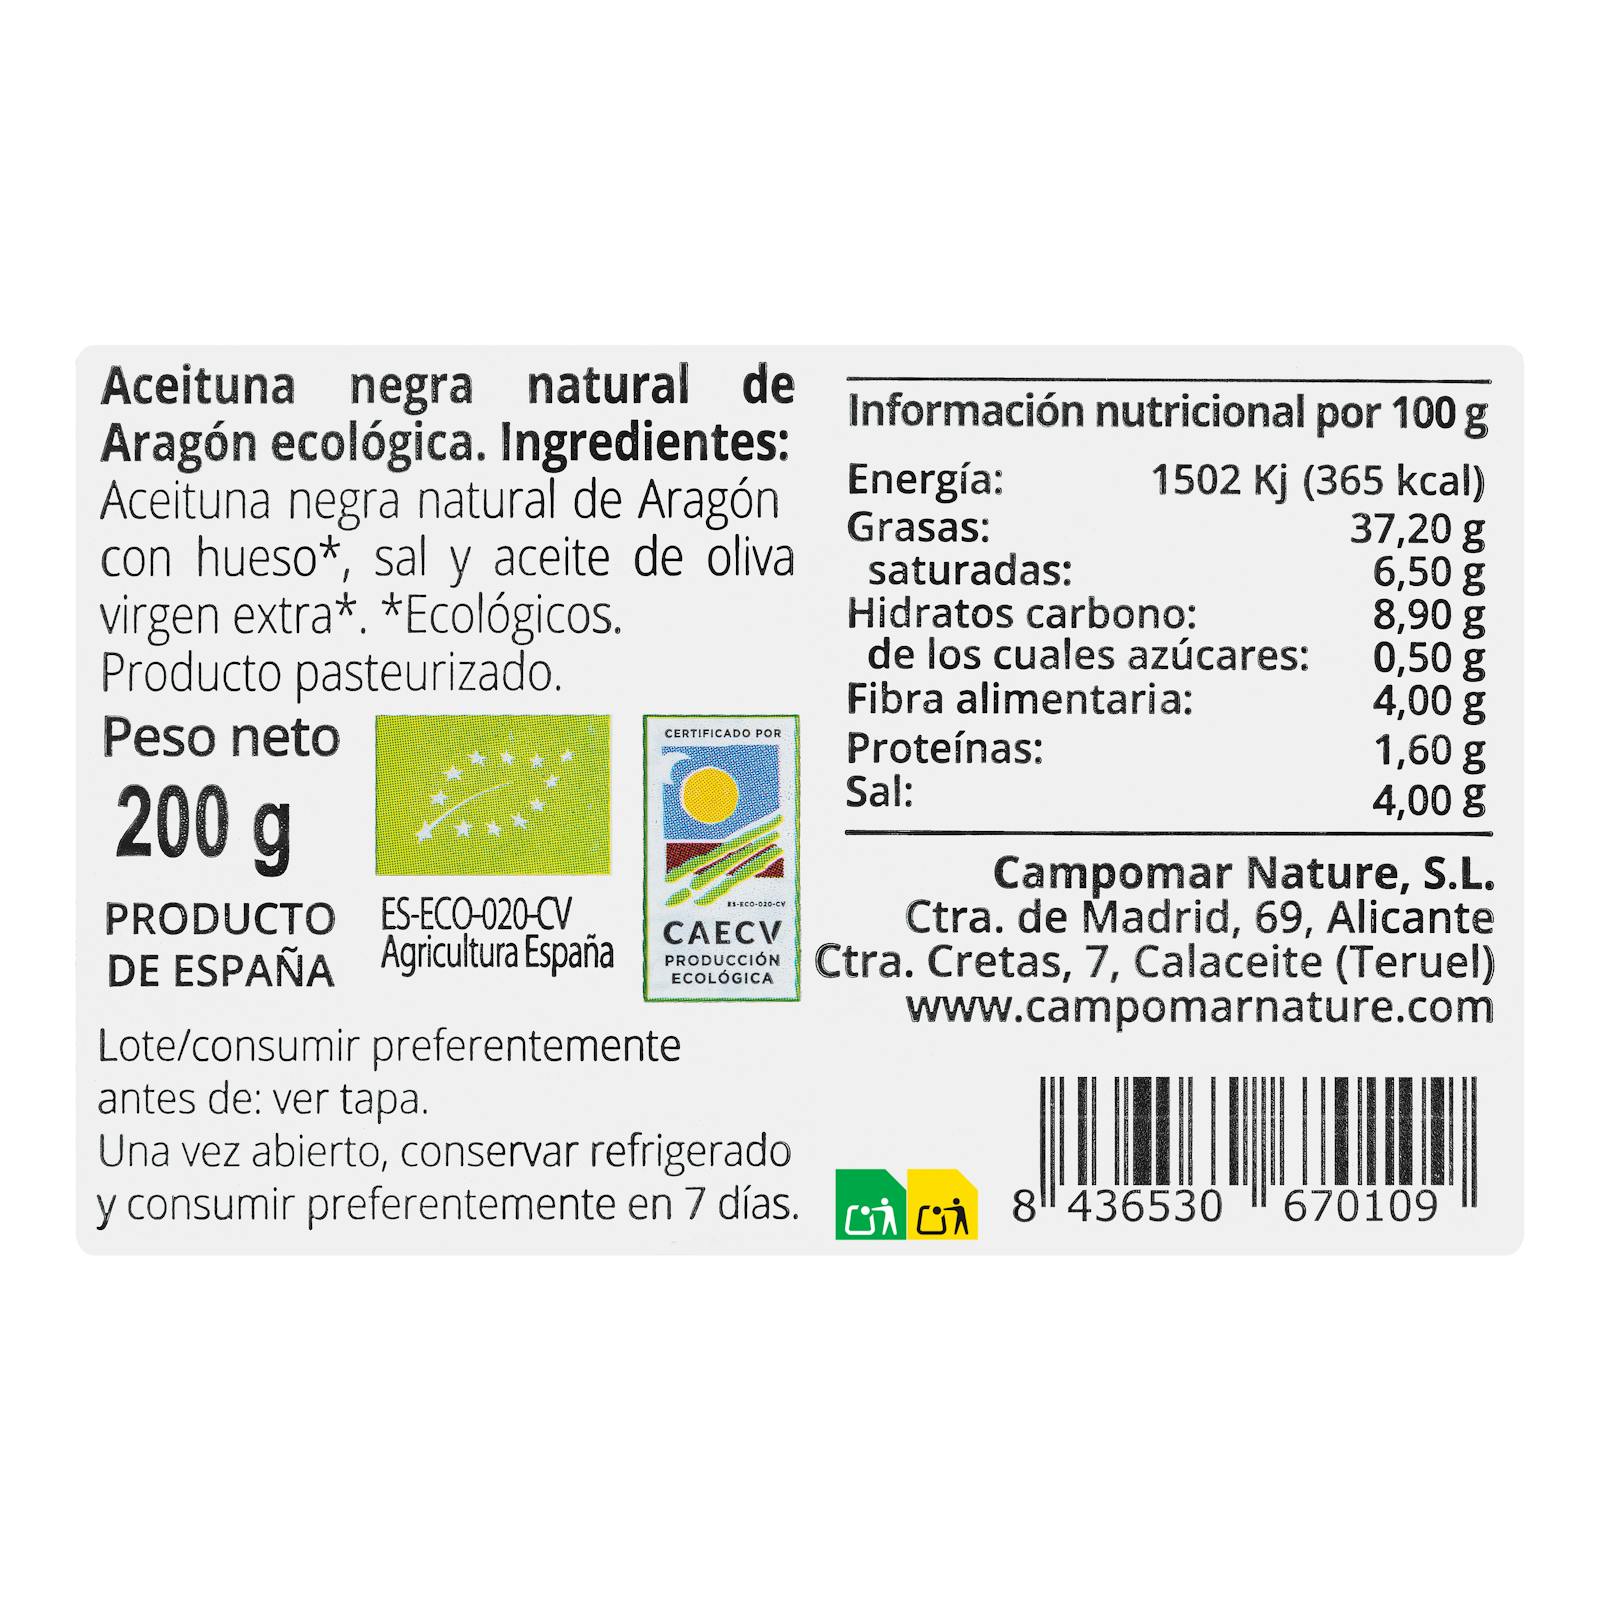 Aceituna negra natural de
Aragón ecológica. Ingredientes:
Aceituna negra natural de Aragón
con hueso*, sal y aceite de oliva
virgen extra*. *Ecológicos.
Producto pasteurizado.
Peso neto
200 g
PRODUCTO
DE ESPAÑA
ES-ECO-020-CV
Agricultura España
CERTIFICADO POR
ES-ECO-020-CV
CAECV
PRODUCCIÓN
ECOLÓGICA
Lote/consumir preferentemente
antes de: ver tapa.
Una vez abierto, conservar refrigerado
y consumir preferentemente en 7 días.
Información nutricional por 100 g
Energía: 1502 Kj (365 kcal)
Grasas: 37,20 g
saturadas: 6,50 g
Hidratos carbono: 8,90 g
de los cuales azúcares: 0,50 g
Fibra alimentaria: 4,00 g
Proteínas: 1,60 g
Sal: 4,00 g
Campomar Nature, S.L.
Ctra. de Madrid, 69, Alicante
Ctra. Cretas, 7, Calaceite (Teruel)
www.campomarnature.com
8 436530 670109